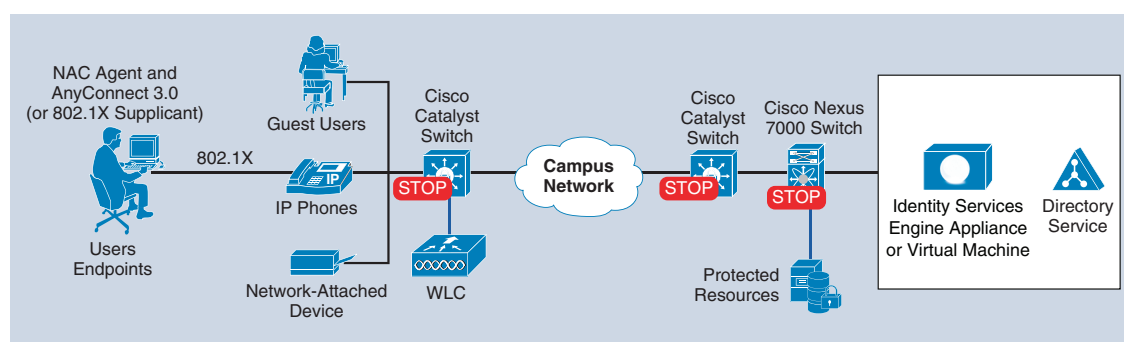 NAC Agent and
AnyConnect 3.0
(or 802.1X Supplicant)
Users
Endpoints
802.1X
Guest Users
IP
IP Phones
Network-Attached
Device
Cisco
Catalyst
Switch
STOP
WLC
Campus
Network
Cisco
Catalyst
Switch
STOP
Cisco Nexus
7000 Switch
STOP
Protected
Resources
Identity Services
Engine Appliance
or Virtual Machine
Directory
Service